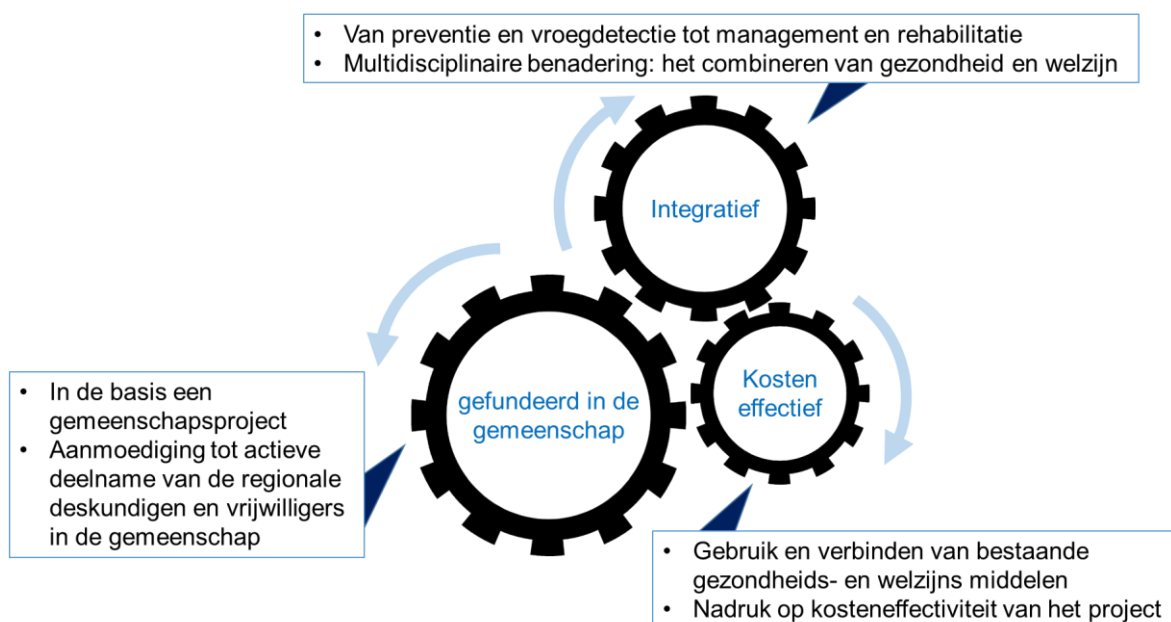 • Van preventie en vroegdetectie tot management en rehabilitatie
• Multidisciplinaire benadering: het combineren van gezondheid en welzijn
Integratief
gefundeerd in de
gemeenschap
Kosten
effectief
• In de basis een
gemeenschapsproject
• Aanmoediging tot actieve
deelname van de regionale
deskundigen en vrijwilligers
in de gemeenschap
• Gebruik en verbinden van bestaande
gezondheids- en welzijns middelen
• Nadruk op kosteneffectiviteit van het project